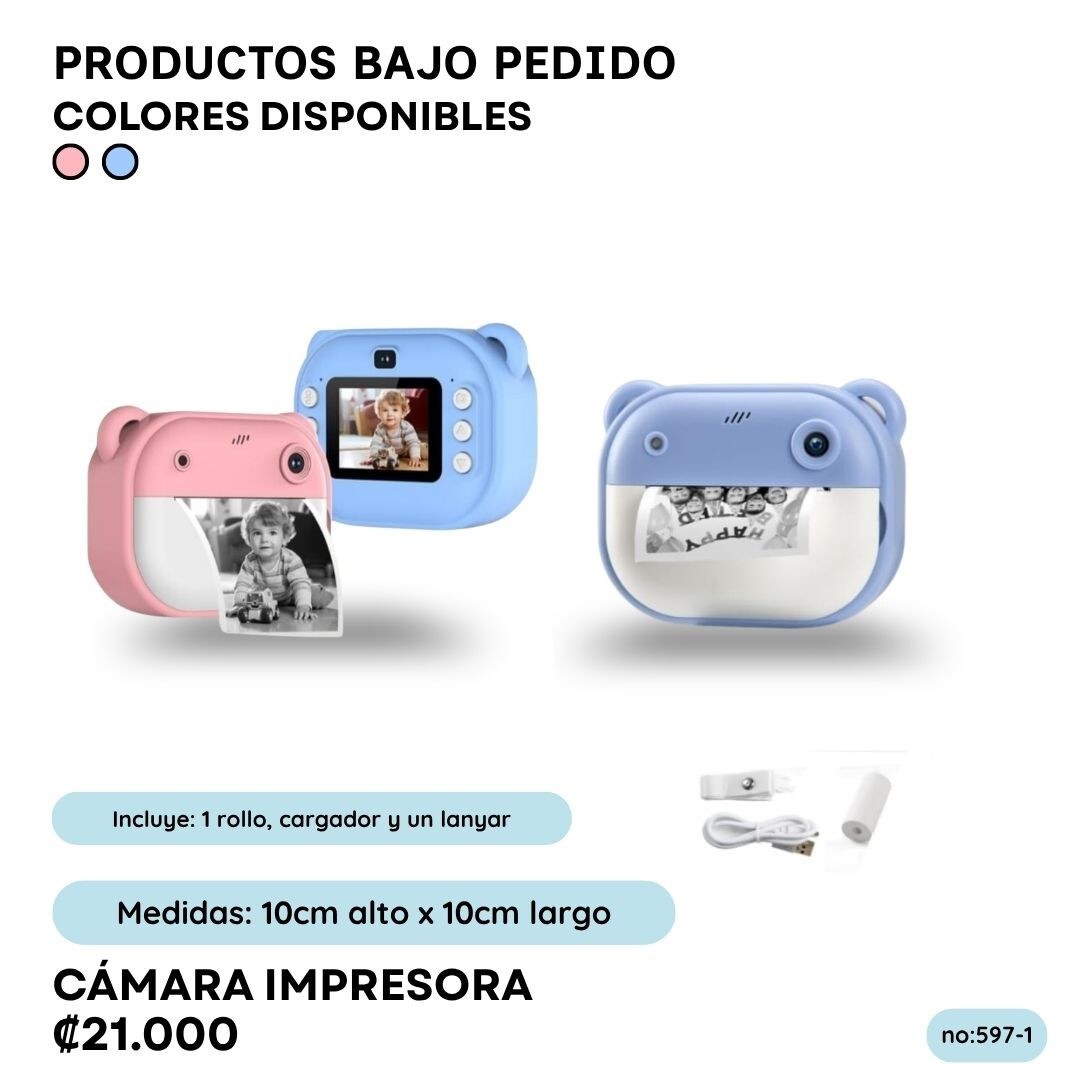 PRODUCTOS BAJO PEDIDO
COLORES DISPONIBLES
HAPPY
Incluye: 1 rollo, cargador y un lanyar
Medidas: 10cm alto x 10cm largo
CÁMARA IMPRESORA
₡21.000
no:597-1